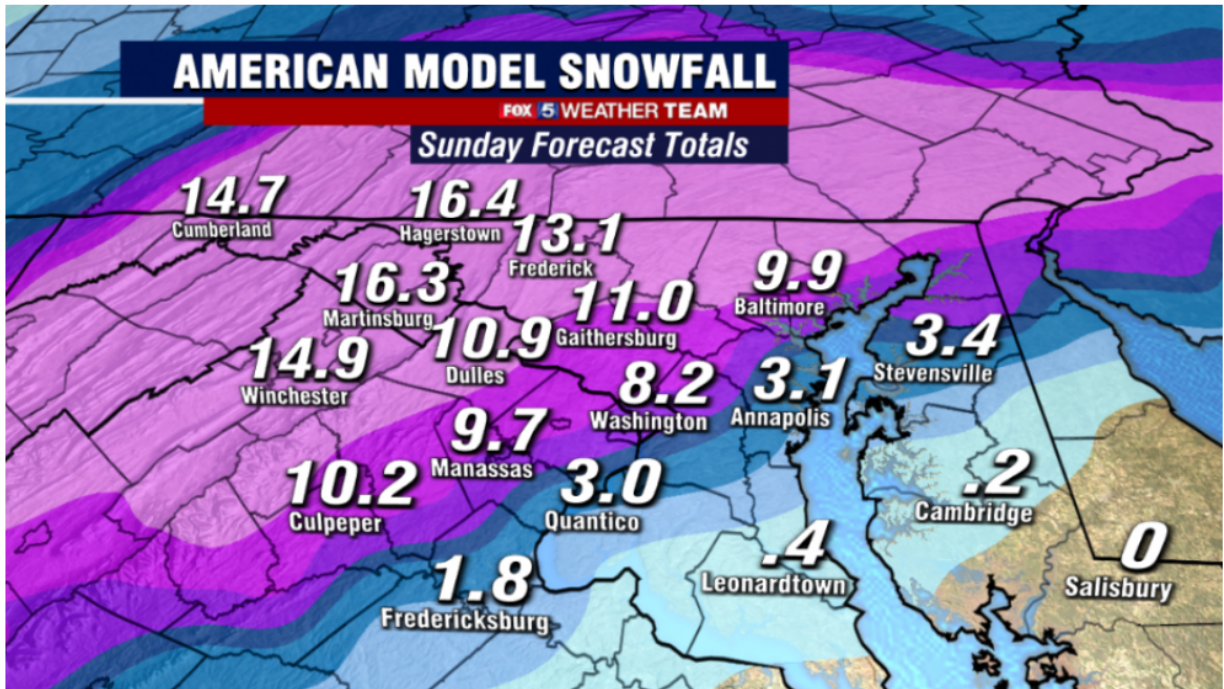 AMERICAN MODEL SNOWFALL
FOX 5 WEATHER TEAM
Sunday Forecast Totals
14.7
Cumberland
16.4
Hagerstown
13.1
Frederick
16.3
Martinsburg
11.0
Gaithersburg
9.9
Baltimore
14.9
Winchester
10.9
Dulles
8.2
Washington
3.1
Annapolis
3.4
Stevensville
9.7
Manassas
10.2
Culpeper
3.0
Quantico
.2
Cambridge
1.8
Fredericksburg
.4
Leonardtown
0
Salisbury